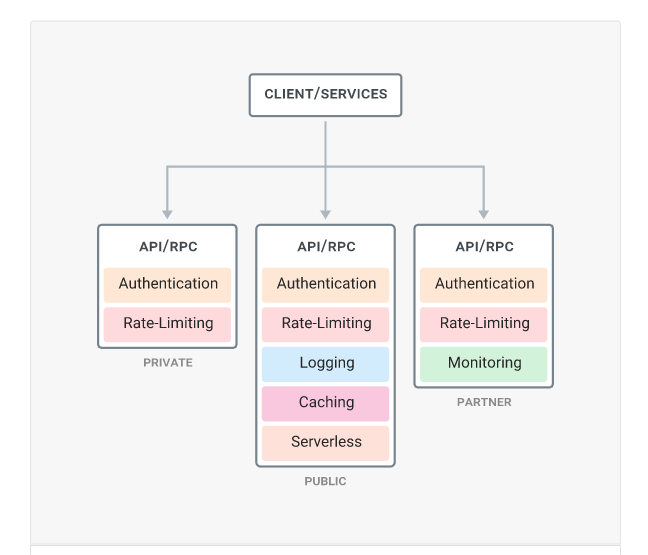 CLIENT/SERVICES
API/RPC
Authentication
Rate-Limiting
PRIVATE
API/RPC
Authentication
Rate-Limiting
Logging
Caching
Serverless
PUBLIC
API/RPC
Authentication
Rate-Limiting
Monitoring
PARTNER